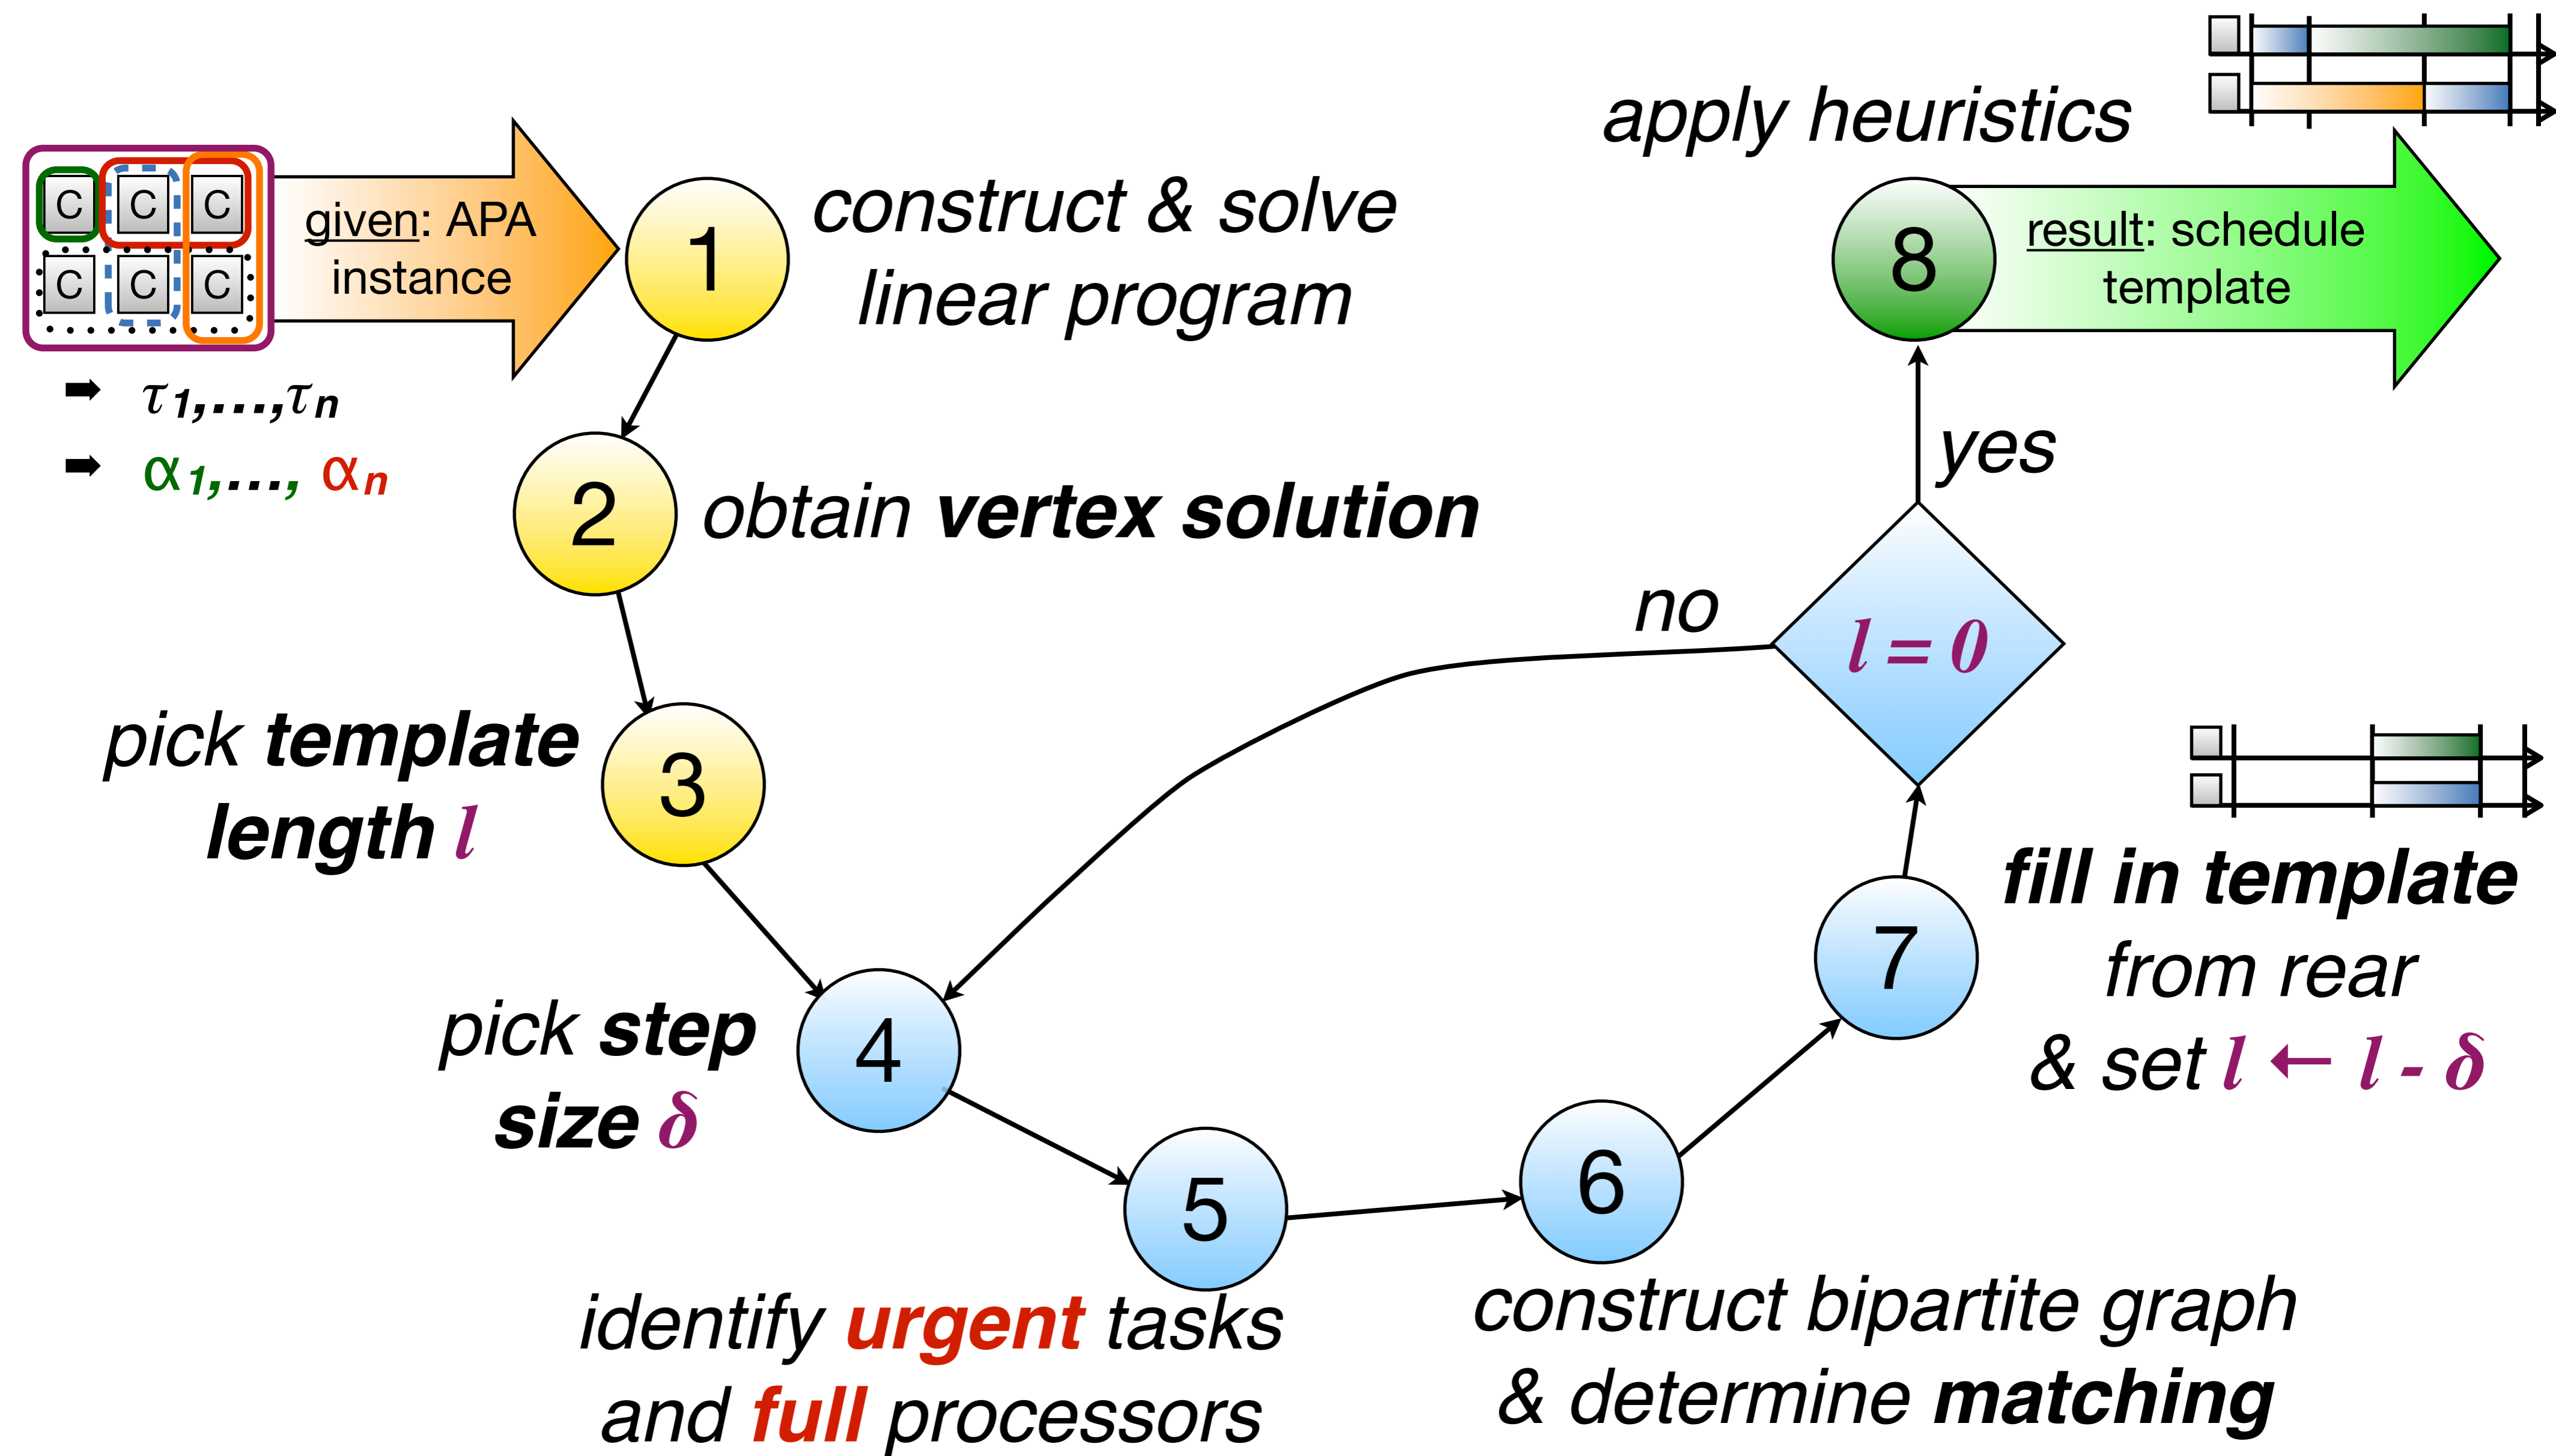 C C C
C C C
given: APA
instance
➡ τ1,…,τn
➡ α1,…, αn
1
construct & solve
linear program
2
obtain vertex solution
3
pick template
length l
4
pick step
size δ
5
identify urgent tasks
and full processors
6
construct bipartite graph
& determine matching
7
fill in template
from rear
& set l ← l - δ
l = 0
no
yes
8
apply heuristics
result: schedule
template